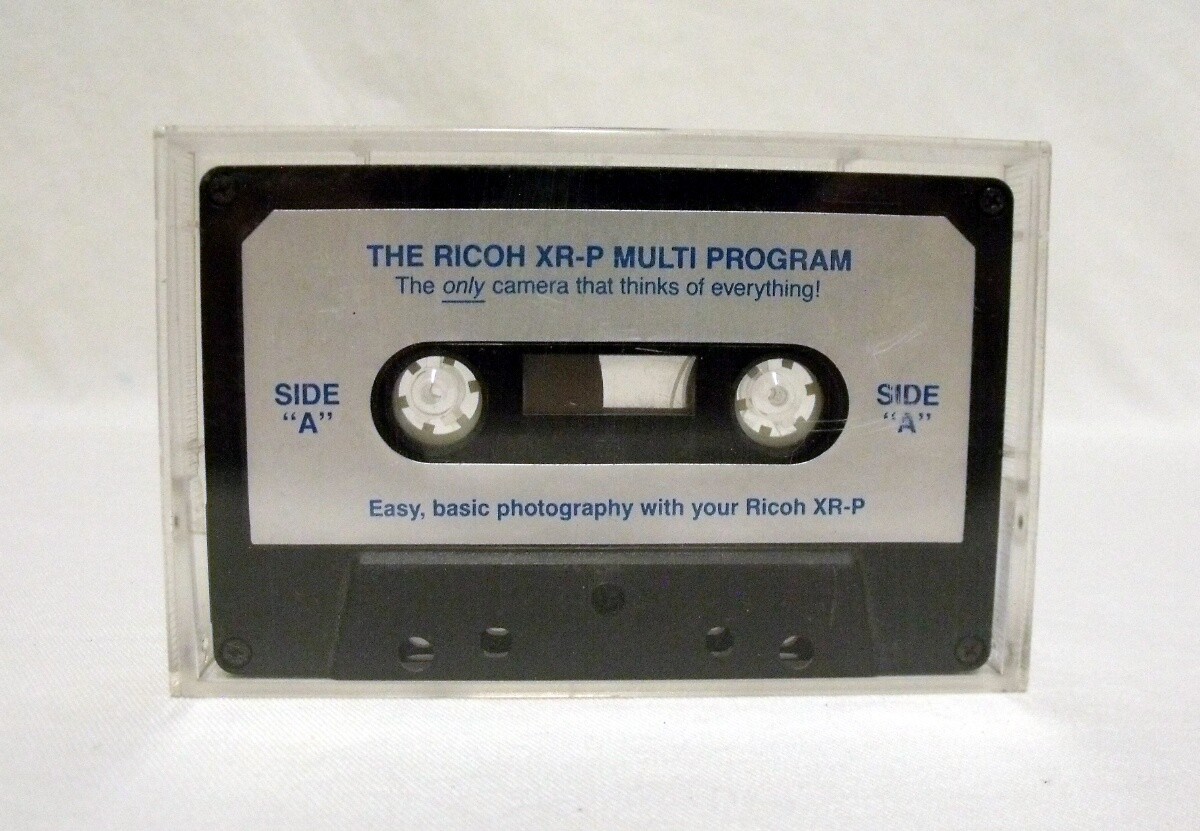 THE RICOH XR-P MULTI PROGRAM
The only camera that thinks of everything!
SIDE
"A"
SIDE
"A"
Easy, basic photography with your Ricoh XR-P